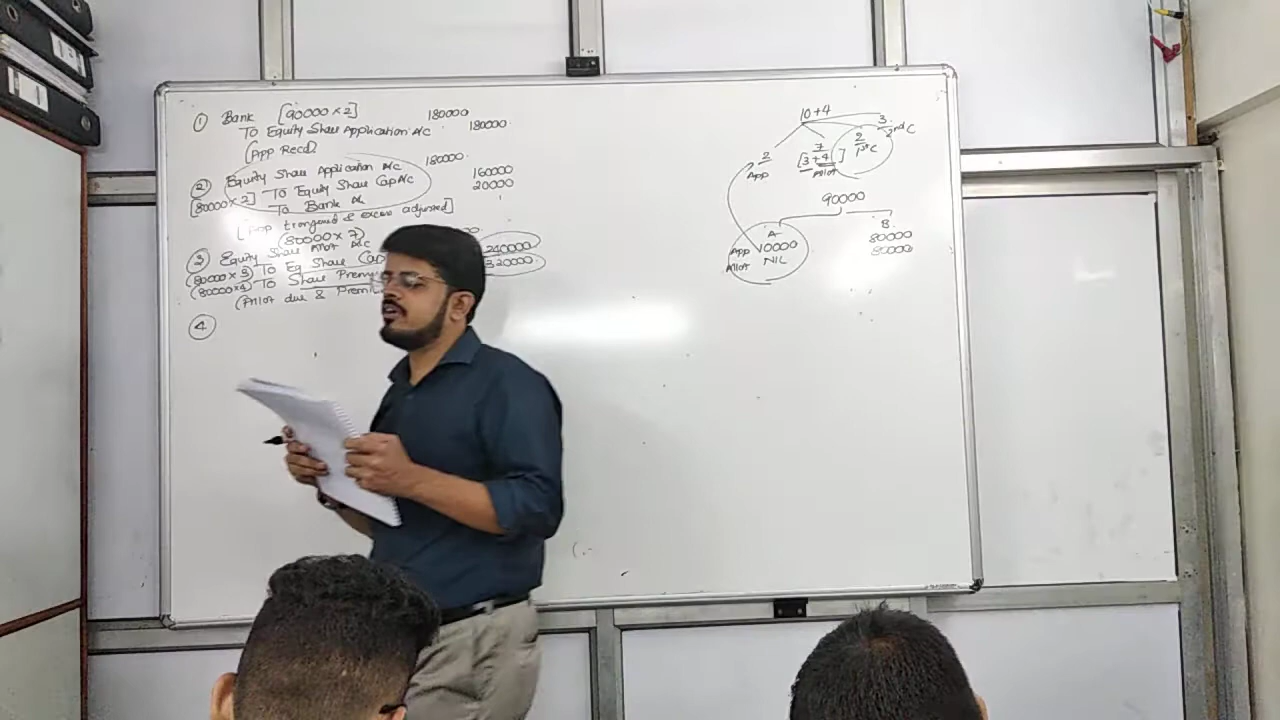 ① Bank [90000 × 2] 180000
To Equity Share Application A/c 180000
[App Recd]
② Equity Share Application A/c 180000
[80000 × 2] To Equity Share Cap A/c 160000
To Bank A/c 20000
[App & excess adjusted]
(80000 × 7)
③ Equity Share Allot A/c
(80000 × 3) To Eq Share Ca 240000
(80000 × 4) To Share Premi 320000
(Allot due & Premi
④
10 + 4
2 App
7 [3 + 4] Allot
2 1st C
3 2nd C
90000
A B
App 10000 80000
Allot NIL 80000